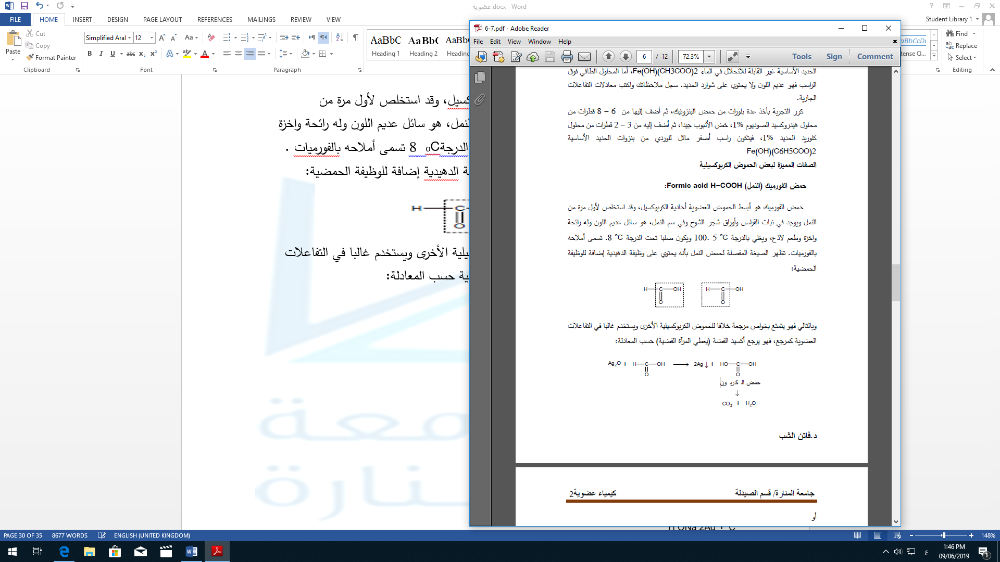 عضوية.docx - Word
FILE HOME INSERT DESIGN PAGE LAYOUT REFERENCES MAILINGS REVIEW VIEW
Student Library 1
Paste
Cut
Copy
Format Painter
Clipboard
Simplified Aral 12
Font
Paragraph
AaBbC AaBb( AaBbC
Heading 1 Heading 2 Heading
aBbCcDc
tense Q...
Find
Replace
Select
Editing
كسيل، وقد استخلص لأول مرة من
النمل، هو سائل عديم اللون وله رائحة واخزة
الدرجة oC 8 تسمى أملاحه بالفورميات .
ة الدهيدية إضافة للوظيفة الحمضية:
H C
O
يلية الأخرى ويستخدم غالبا في التفاعلات
ية حسب المعادلة:
6-7.pdf - Adobe Reader
File Edit View Window Help
6 / 12 72.3% Tools Sign Comment
الحديد الأساسية غير القابلة للانحلال في الماء Fe(OH)(CH3COO)2، أما المحلول الطافي فوق
الراسب فهو عديم اللون ولا يحتوي على شوارد الحديد. سجل ملاحظاتك واكتب معادلات التفاعلات
الجارية.
كرر التجربة بأخذ عدة بلورات من حمض البنزوئيك، ثم أضف إليها من 6 – 8 قطرات من
محلول هيدروكسيد الصوديوم 1%، خض الأنبوب جيدا، ثم أضف إليه من 3 – 2 قطرات من محلول
كلوريد الحديد 1%، فيتكون راسب أصفر مائل للوردي من بنزوات الحديد الأساسية
Fe(OH)(C6H5COO)2
الصفات المميزة لبعض الحموض الكربوكسيلية
حمض الفورميك (النمل) Formic acid H–COOH:
حمض الفورميك هو أبسط الحموض العضوية أحادية الكربوكسيل، وقد استخلص لأول مرة من
النمل ويوجد في نبات القراص وأوراق شجر الشوح وفي سم النمل، هو سائل عديم اللون وله رائحة
واخزة وطعم لاذع، ويغلي بالدرجة 100. 5 °C ويكون صلبا تحت الدرجة 8 °C. تسمى أملاحه
بالفورميات. تظهر الصيغة المفصلة لحمض النمل بأنه يحتوي على وظيفة الدهيدية إضافة للوظيفة
الحمضية:
H C OH H C OH
O O
وبالتالي فهو يتمتع بخواص مرجعة خلافا للحموض الكربوكسيلية الأخرى ويستخدم غالبا في التفاعلات
العضوية كمرجع، فهو يرجع أكسيد الفضة (يعطي المرآة الفضية) حسب المعادلة:
Ag2O + H C OH → 2Ag ↓ + HO C OH
O O
حمض الـ كربـ ون
↓
CO2 + H2O
د.فاتن الشب
جامعة المنارة/ قسم الصيدلة كيمياء عضوية2
أو
PAGE 30 OF 35 8677 WORDS ENGLISH (UNITED KINGDOM) 148%
ع 1:46 PM
09/06/2019
1